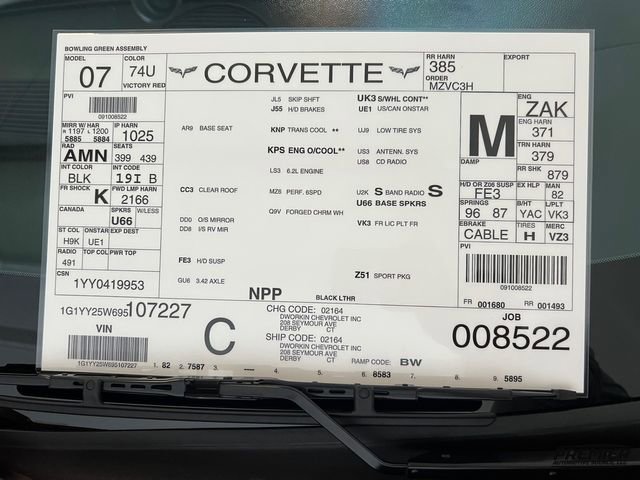 BOWLING GREEN ASSEMBLY
MODEL 07 COLOR 74U VICTORY RED
CORVETTE
RR HARN 385 EXPORT
ORDER MZVC3H
PVI
091008522
MIRR W/ HAR R 1197 L 1200 5885 5884
IP HARN 1025
RAD AMN SEATS 399 439
INT COLOR BLK INT CODE 19I B
FR SHOCK K FWD LMP HAR 2166
CANADA SPKRS U66 W/LESS
ST COL H9K ONSTAR UE1 EXP DEST
RADIO 491 TOP COL PWR TOP
CSN 1YY0419953
AR9 BASE SEAT
CC3 CLEAR ROOF
DD0 O/S MIRROR
DD8 I/S RV MIR
FE3 H/D SUSP
GU6 3.42 AXLE
JL5 SKIP SHFT
J55 H/D BRAKES
KNP TRANS COOL **
KPS ENG O/COOL**
LS3 6.2L ENGINE
MZ6 PERF. 6SPD
Q9V FORGED CHRM WH
NPP
UK3 S/WHL CONT**
UE1 US/CAN ONSTAR
UJ9 LOW TIRE SYS
US3 ANTENN. SYS
US8 CD RADIO
U2K S BAND RADIO S
U66 BASE SPKRS
VK3 FR LIC PLT FR
Z51 SPORT PKG
BLACK LTHR
M
DAMP
ENG ZAK
ENG HARN 371
TRN HARN 379
RR SHK 879
H/D OR Z06 SUSP FE3 EX HLP MAN 82
SPRINGS 96 87 B/H YAC L/PLT VK3
EBRAKE CABLE TIRES H MERC VZ3
PVI
091008522
FR 001680 RR 001493
1G1YY25W695107227
VIN
1G1YY25W695107227
C
CHG CODE: 02164
DWORKIN CHEVROLET INC
208 SEYMOUR AVE
DERBY CT
SHIP CODE: 02164
DWORKIN CHEVROLET INC
208 SEYMOUR AVE
DERBY CT
RAMP CODE: BW
JOB
008522
1. 82 2. 7587 3. ---- 4. 5. 6. 8583 7. 8. 9. 5895
PREMIER